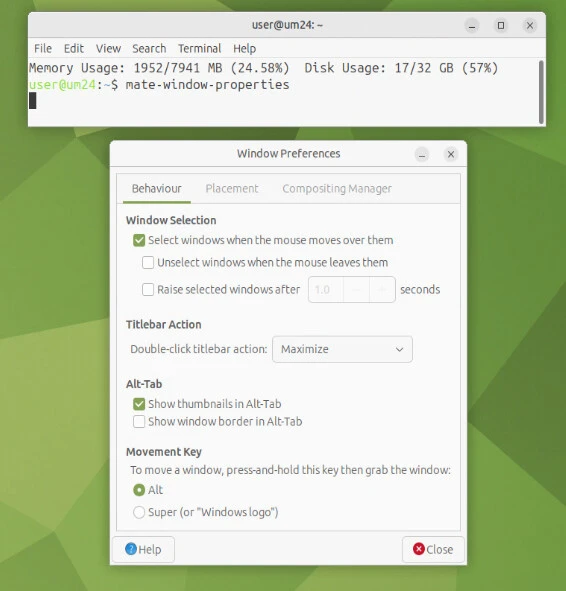 user@um24: ~
File Edit View Search Terminal Help
Memory Usage: 1952/7941 MB (24.58%)  Disk Usage: 17/32 GB (57%)
user@um24:~$ mate-window-properties
Window Preferences
Behaviour Placement Compositing Manager
Window Selection
Select windows when the mouse moves over them
Unselect windows when the mouse leaves them
Raise selected windows after 1.0 seconds
Titlebar Action
Double-click titlebar action: Maximize
Alt-Tab
Show thumbnails in Alt-Tab
Show window border in Alt-Tab
Movement Key
To move a window, press-and-hold this key then grab the window:
Alt
Super (or "Windows logo")
Help Close